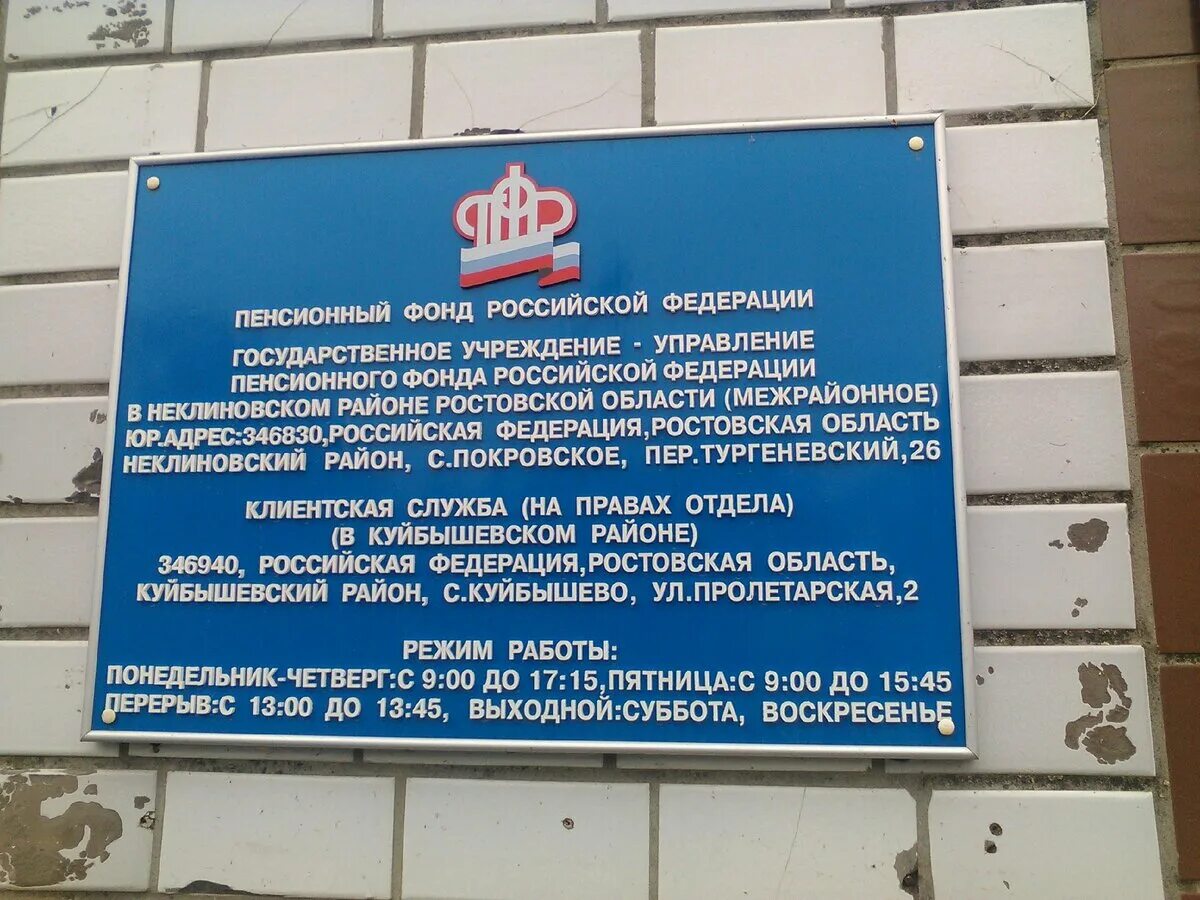 ПФР
ПЕНСИОННЫЙ ФОНД РОССИЙСКОЙ ФЕДЕРАЦИИ
ГОСУДАРСТВЕННОЕ УЧРЕЖДЕНИЕ - УПРАВЛЕНИЕ
ПЕНСИОННОГО ФОНДА РОССИЙСКОЙ ФЕДЕРАЦИИ
В НЕКЛИНОВСКОМ РАЙОНЕ РОСТОВСКОЙ ОБЛАСТИ (МЕЖРАЙОННОЕ)
ЮР.АДРЕС:346830,РОССИЙСКАЯ ФЕДЕРАЦИЯ,РОСТОВСКАЯ ОБЛАСТЬ
НЕКЛИНОВСКИЙ РАЙОН, С.ПОКРОВСКОЕ, ПЕР.ТУРГЕНЕВСКИЙ,26
КЛИЕНТСКАЯ СЛУЖБА (НА ПРАВАХ ОТДЕЛА)
(В КУЙБЫШЕВСКОМ РАЙОНЕ)
346940, РОССИЙСКАЯ ФЕДЕРАЦИЯ,РОСТОВСКАЯ ОБЛАСТЬ,
КУЙБЫШЕВСКИЙ РАЙОН, С.КУЙБЫШЕВО, УЛ.ПРОЛЕТАРСКАЯ,2
РЕЖИМ РАБОТЫ:
ПОНЕДЕЛЬНИК-ЧЕТВЕРГ:С 9:00 ДО 17:15,ПЯТНИЦА:С 9:00 ДО 15:45
ПЕРЕРЫВ:С 13:00 ДО 13:45, ВЫХОДНОЙ:СУББОТА, ВОСКРЕСЕНЬЕ